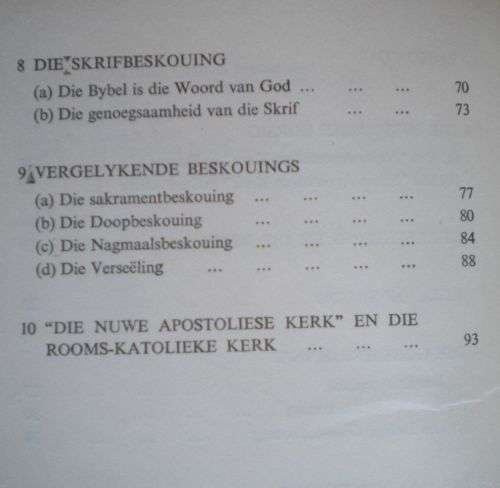 8 DIE SKRIFBESKOUING
(a) Die Bybel is die Woord van God ... ... ... 70
(b) Die genoegsaamheid van die Skrif ... ... 73
9 VERGELYKENDE BESKOUINGS
(a) Die sakramentbeskouing ... ... ... ... 77
(b) Die Doopbeskouing ... ... ... ... 80
(c) Die Nagmaalsbeskouing ... ... ... ... 84
(d) Die Verseëling ... ... ... ... ... 88
10 “DIE NUWE APOSTOLIESE KERK” EN DIE
ROOMS-KATOLIEKE KERK ... ... ... 93